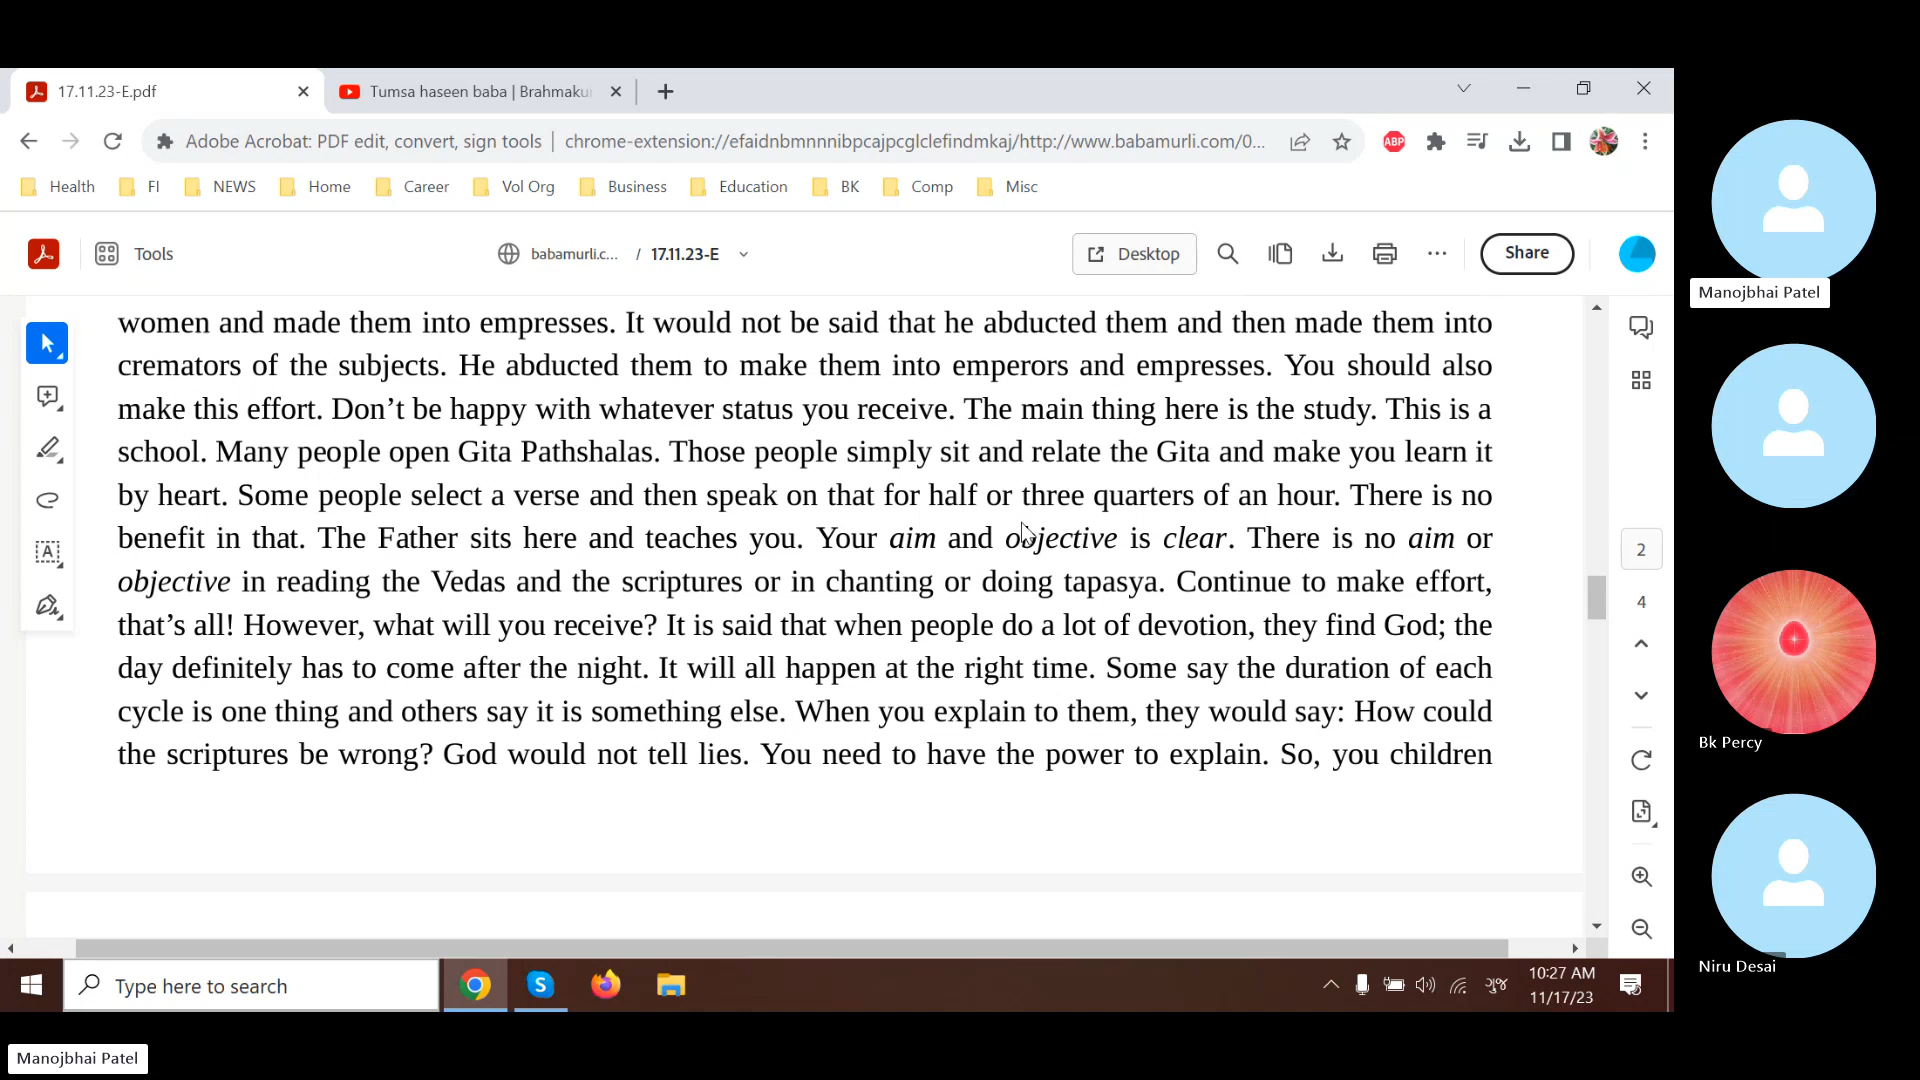 17.11.23-E.pdf
Tumsa haseen baba | Brahmaku
Adobe Acrobat: PDF edit, convert, sign tools | chrome-extension://efaidnbmnnnibpcajpcglclefindmkaj/http://www.babamurli.com/0...
ABP
Health FI NEWS Home Career Vol Org Business Education BK Comp Misc
Tools babamurli.c... / 17.11.23-E Desktop Share
women and made them into empresses. It would not be said that he abducted them and then made them into
cremators of the subjects. He abducted them to make them into emperors and empresses. You should also
make this effort. Don’t be happy with whatever status you receive. The main thing here is the study. This is a
school. Many people open Gita Pathshalas. Those people simply sit and relate the Gita and make you learn it
by heart. Some people select a verse and then speak on that for half or three quarters of an hour. There is no
benefit in that. The Father sits here and teaches you. Your aim and objective is clear. There is no aim or
objective in reading the Vedas and the scriptures or in chanting or doing tapasya. Continue to make effort,
that’s all! However, what will you receive? It is said that when people do a lot of devotion, they find God; the
day definitely has to come after the night. It will all happen at the right time. Some say the duration of each
cycle is one thing and others say it is something else. When you explain to them, they would say: How could
the scriptures be wrong? God would not tell lies. You need to have the power to explain. So, you children
2
4
Type here to search
ગુજ
10:27 AM
11/17/23
Manojbhai Patel
Bk Percy
Niru Desai
Manojbhai Patel